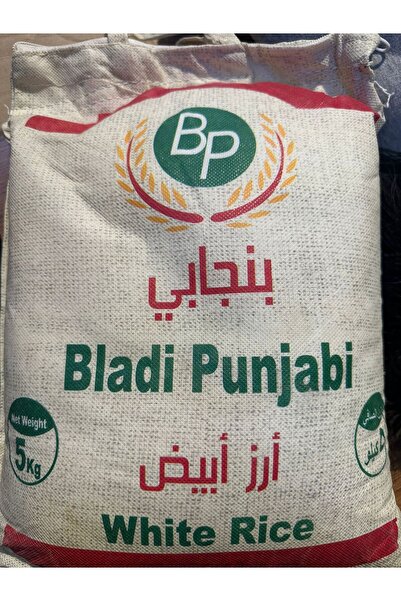 BP
بنجابي
Bladi Punjabi
Net Weight
5Kg
أرز أبيض
White Rice